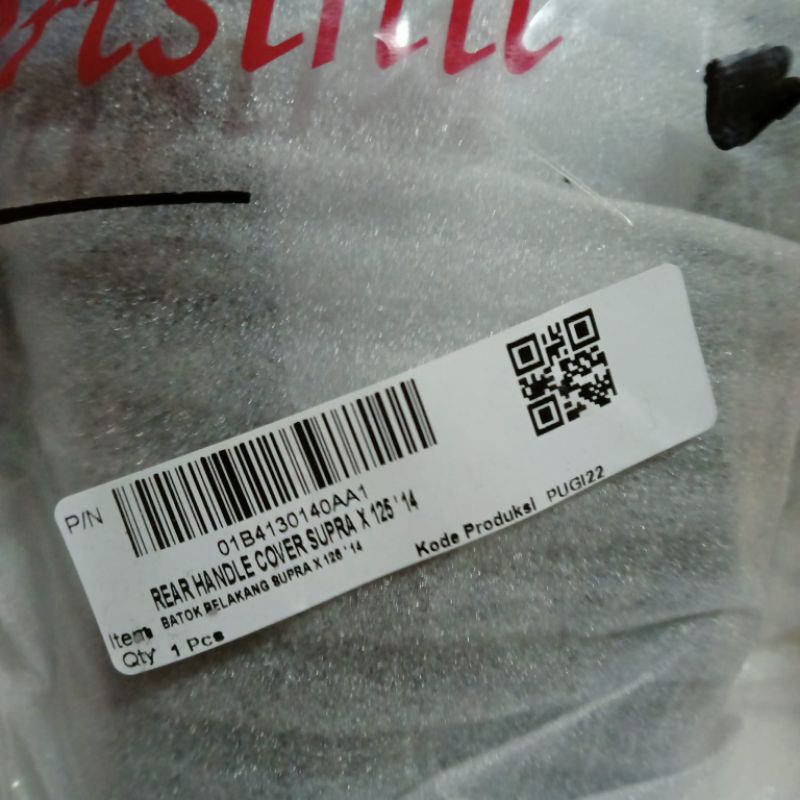 P/N
01B4130140AA1
REAR HANDLE COVER SUPRA X 125 ' 14
BATOK BELAKANG SUPRA X 125 ' 14
Item
Qty 1 Pcs
Kode Produksi PUGI22